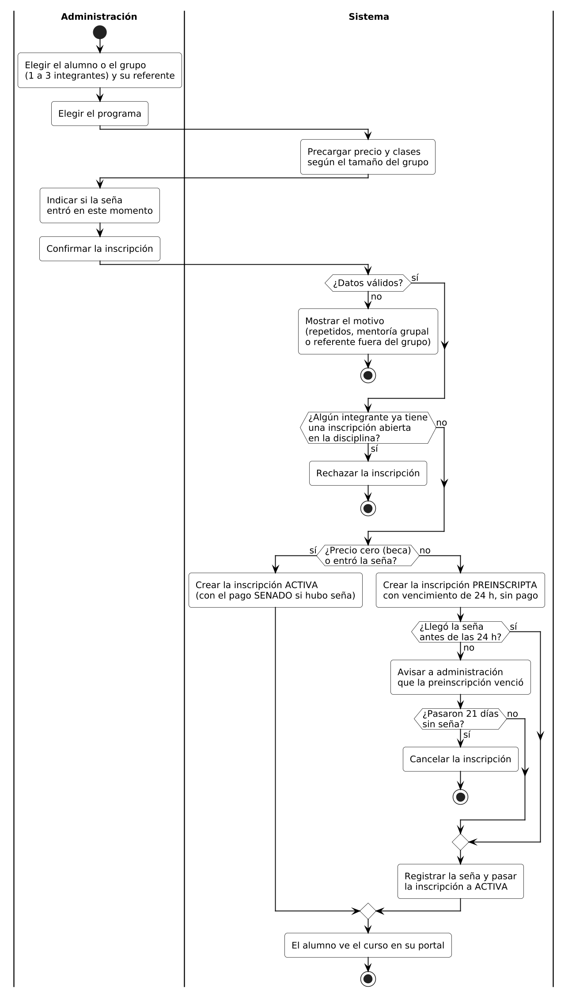 Administración
Sistema
Elegir el alumno o el grupo
(1 a 3 integrantes) y su referente
Elegir el programa
Precargar precio y clases
según el tamaño del grupo
Indicar si la seña
entró en este momento
Confirmar la inscripción
¿Datos válidos?
sí
no
Mostrar el motivo
(repetidos, mentoría grupal
o referente fuera del grupo)
¿Algún integrante ya tiene
una inscripción abierta
en la disciplina?
no
sí
Rechazar la inscripción
sí
¿Precio cero (beca)
o entró la seña?
no
Crear la inscripción ACTIVA
(con el pago SENADO si hubo seña)
Crear la inscripción PREINSCRIPTA
con vencimiento de 24 h, sin pago
¿Llegó la seña
antes de las 24 h?
sí
no
Avisar a administración
que la preinscripción venció
¿Pasaron 21 días
sin seña?
no
sí
Cancelar la inscripción
Registrar la seña y pasar
la inscripción a ACTIVA
El alumno ve el curso en su portal